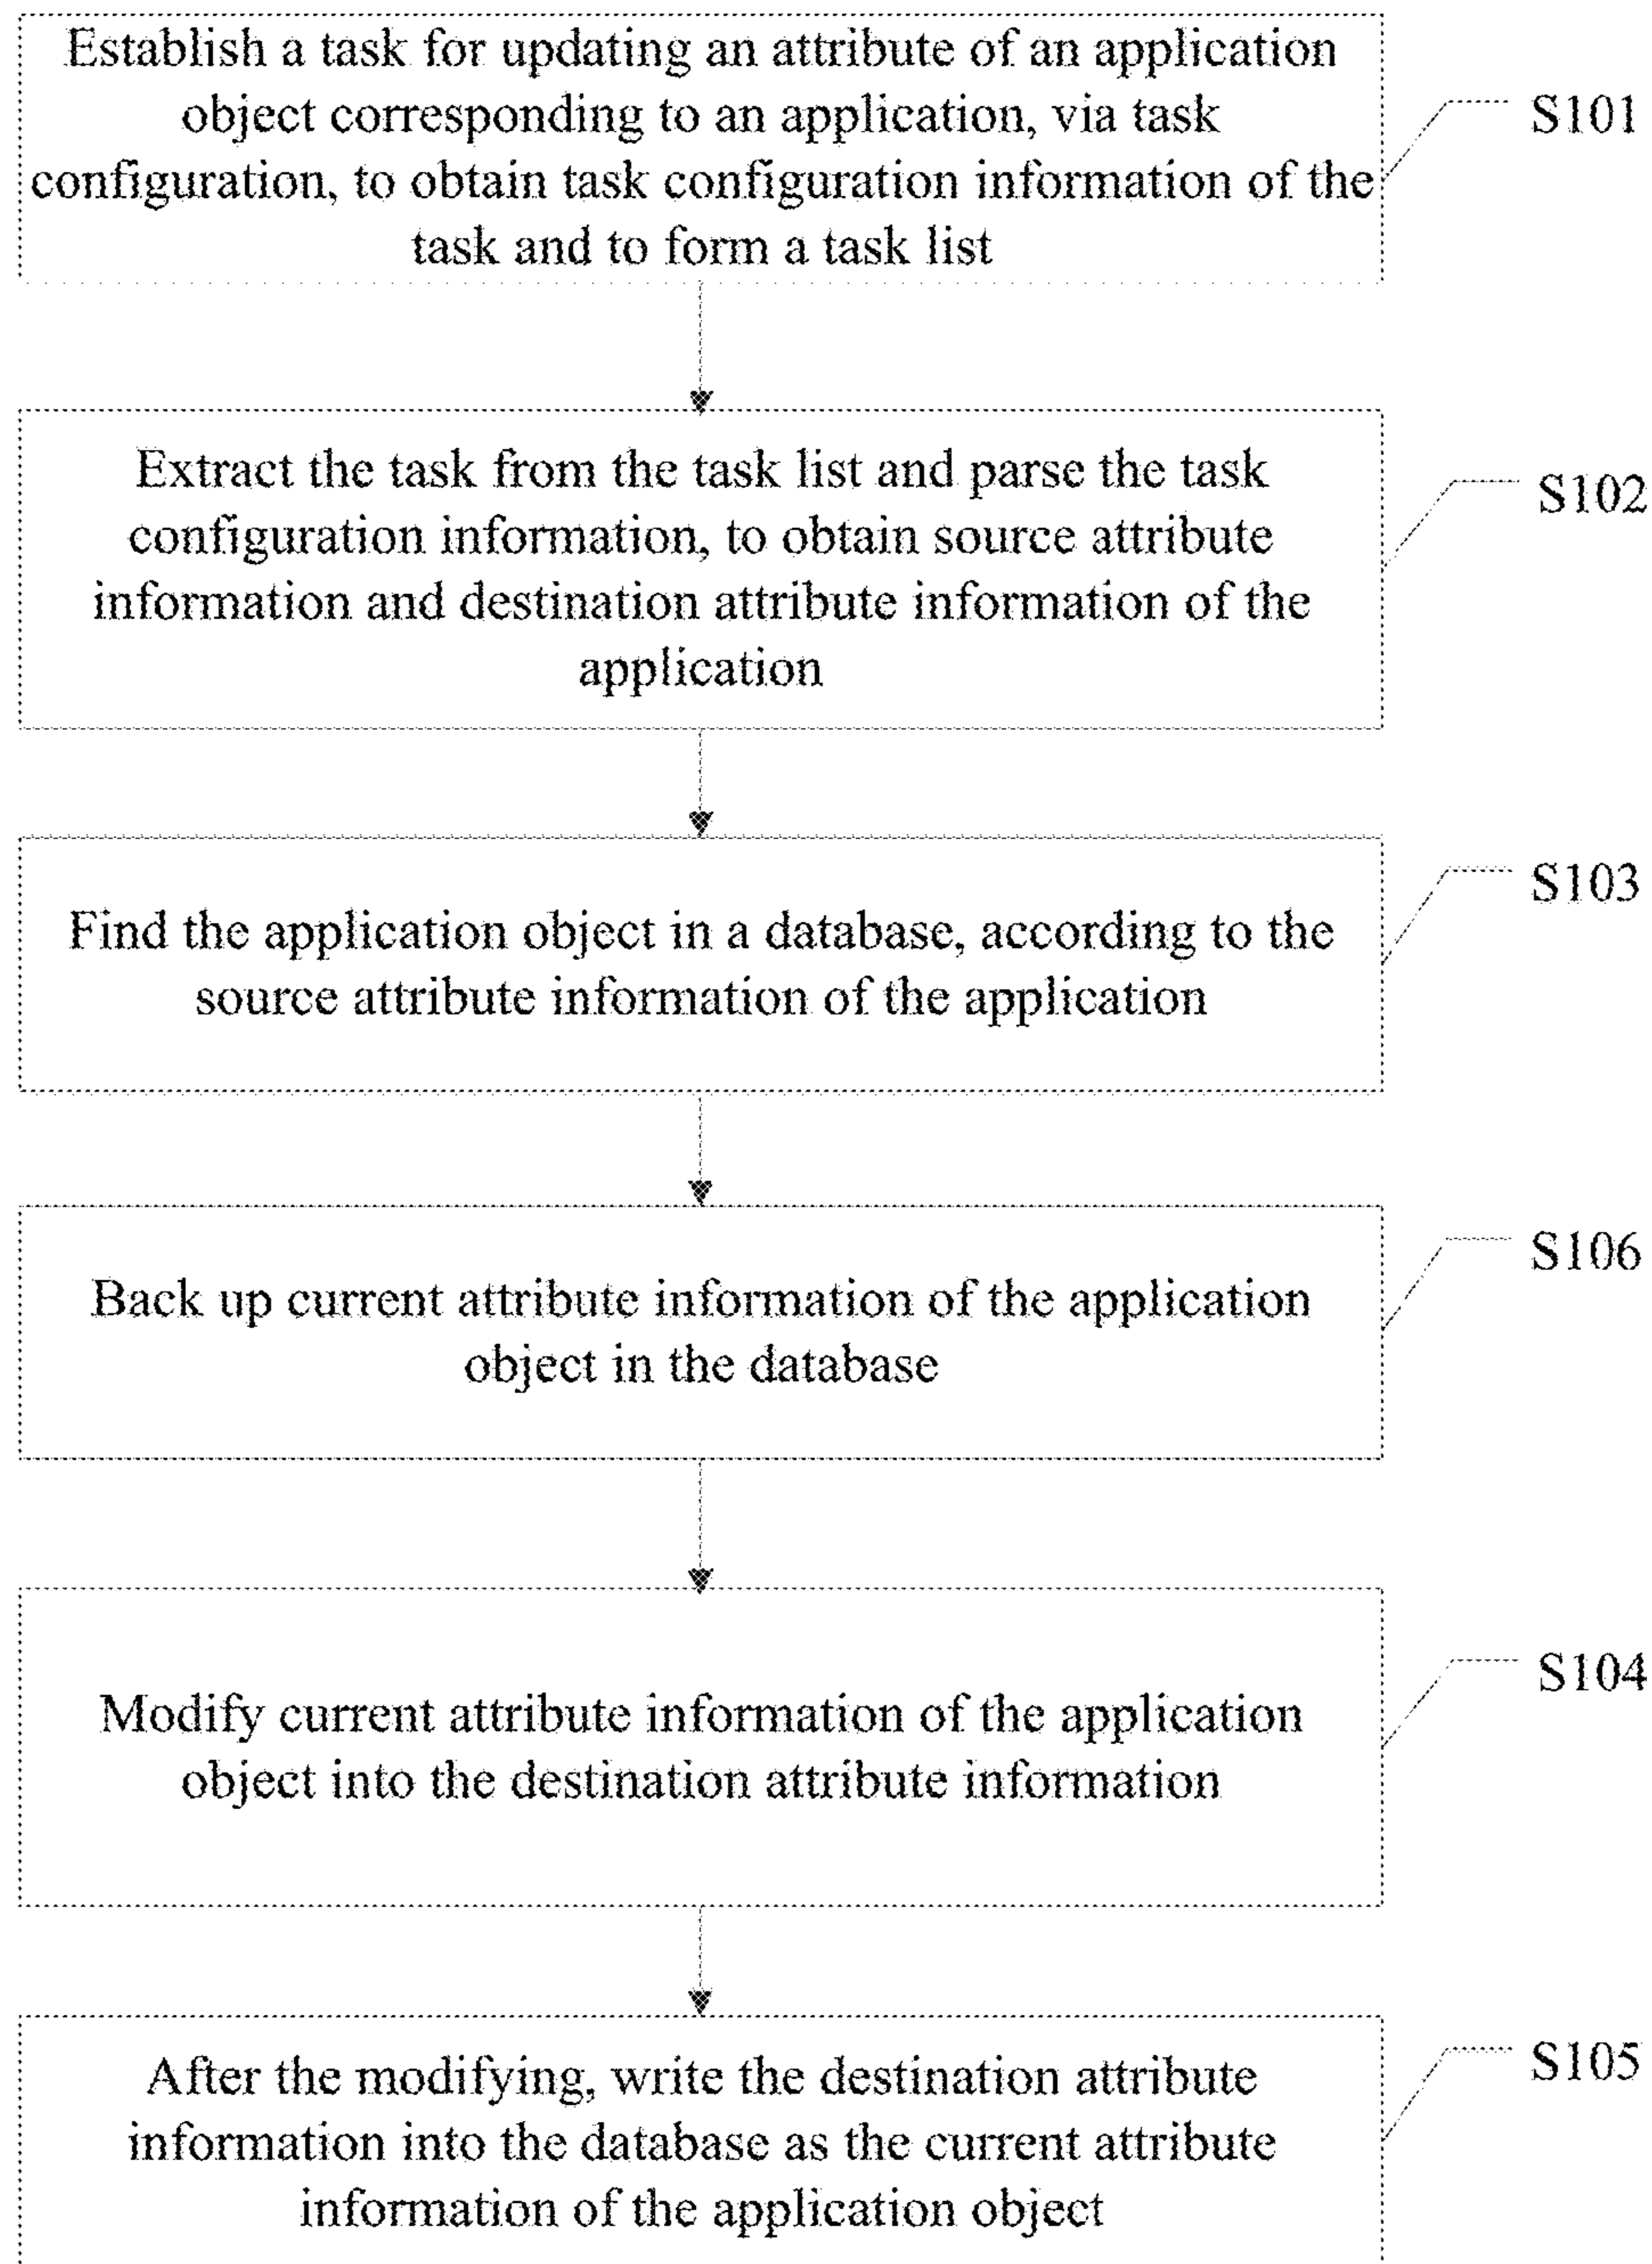 Establish a task for updating an attribute of an application
object corresponding to an application, via task
configuration, to obtain task configuration information of the
task and to form a task list
S101
Extract the task from the task list and parse the task
configuration information, to obtain source attribute
information and destination attribute information of the
application
S102
Find the application object in a database, according to the
source attribute information of the application
S103
Back up current attribute information of the application
object in the database
S106
Modify current attribute information of the application
object into the destination attribute information
S104
After the modifying, write the destination attribute
information into the database as the current attribute
information of the application object
S105